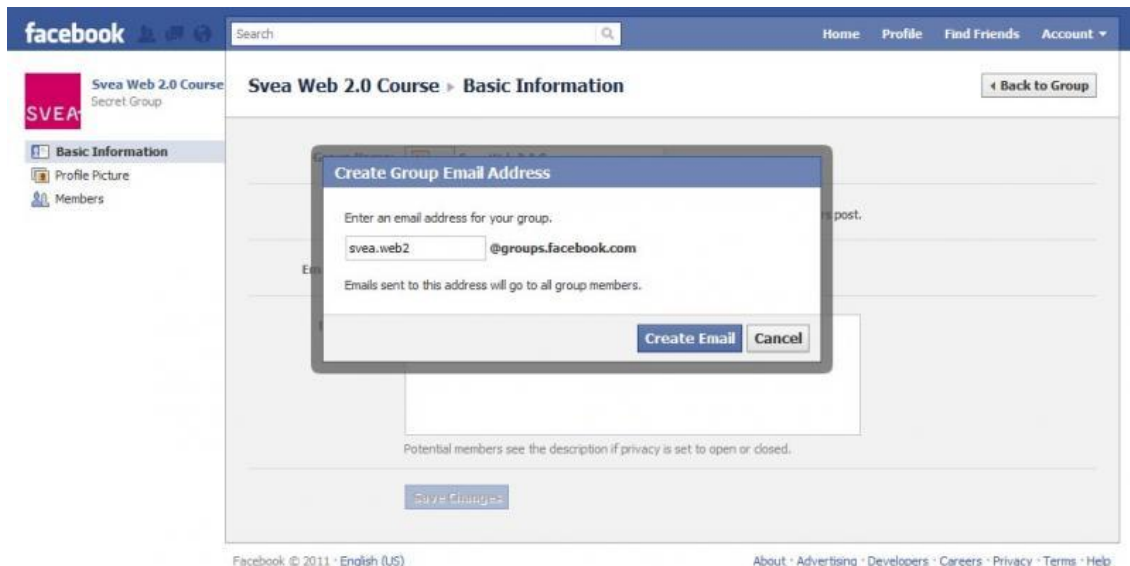 facebook
Search
Home Profile Find Friends Account
SVEA
Svea Web 2.0 Course
Secret Group
Basic Information
Profile Picture
Members
Svea Web 2.0 Course ▸ Basic Information
Back to Group
Create Group Email Address
Enter an email address for your group.
svea.web2 @groups.facebook.com
Emails sent to this address will go to all group members.
Create Email Cancel
post.
Potential members see the description if privacy is set to open or closed.
Save Changes
Facebook © 2011 · English (US)
About · Advertising · Developers · Careers · Privacy · Terms · Help